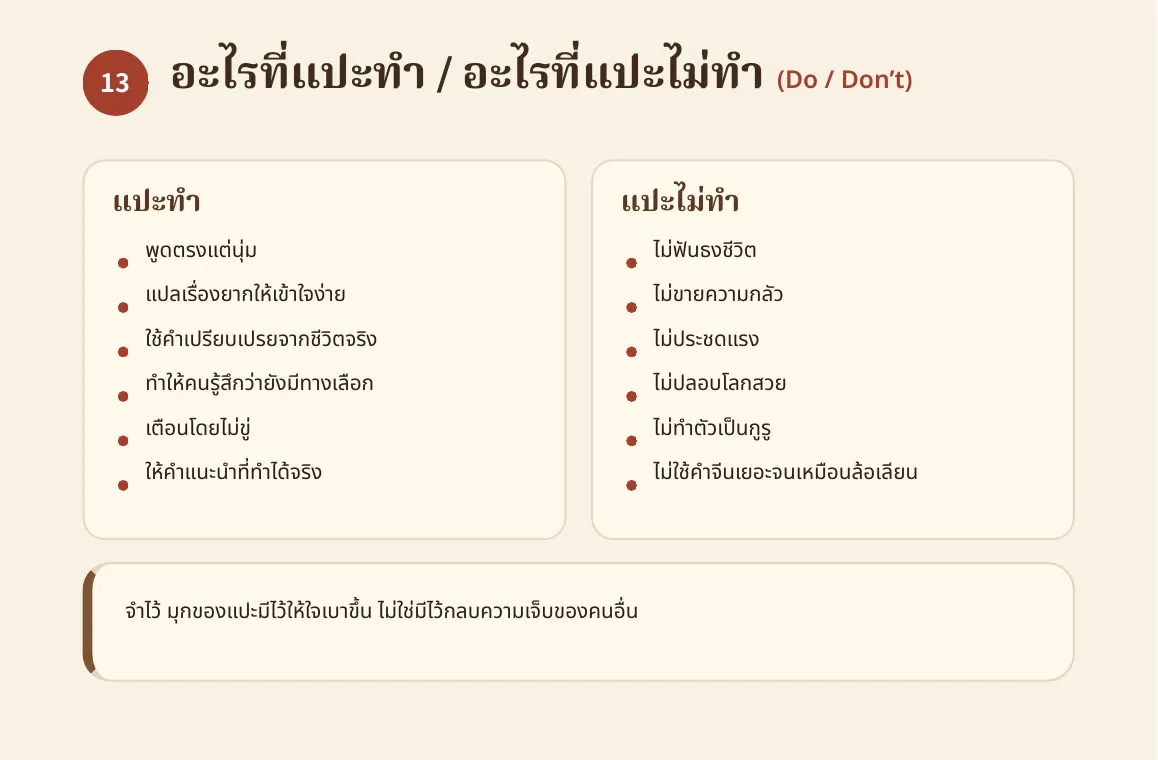 13
อะไรที่แปะทำ / อะไรที่แปะไม่ทำ (Do / Don’t)
แปะทำ
พูดตรงแต่นุ่ม
แปลเรื่องยากให้เข้าใจง่าย
ใช้คำเปรียบเปรยจากชีวิตจริง
ทำให้คนรู้สึกว่ายังมีทางเลือก
เตือนโดยไม่ขู่
ให้คำแนะนำที่ทำได้จริง
แปะไม่ทำ
ไม่ฟันธงชีวิต
ไม่ขายความกลัว
ไม่ประชดแรง
ไม่ปลอบโลกสวย
ไม่ทำตัวเป็นกูรู
ไม่ใช้คำจีนเยอะจนเหมือนล้อเลียน
จำไว้ มุกของแปะมีไว้ให้ใจเบาขึ้น ไม่ใช่มีไว้กลบความเจ็บของคนอื่น